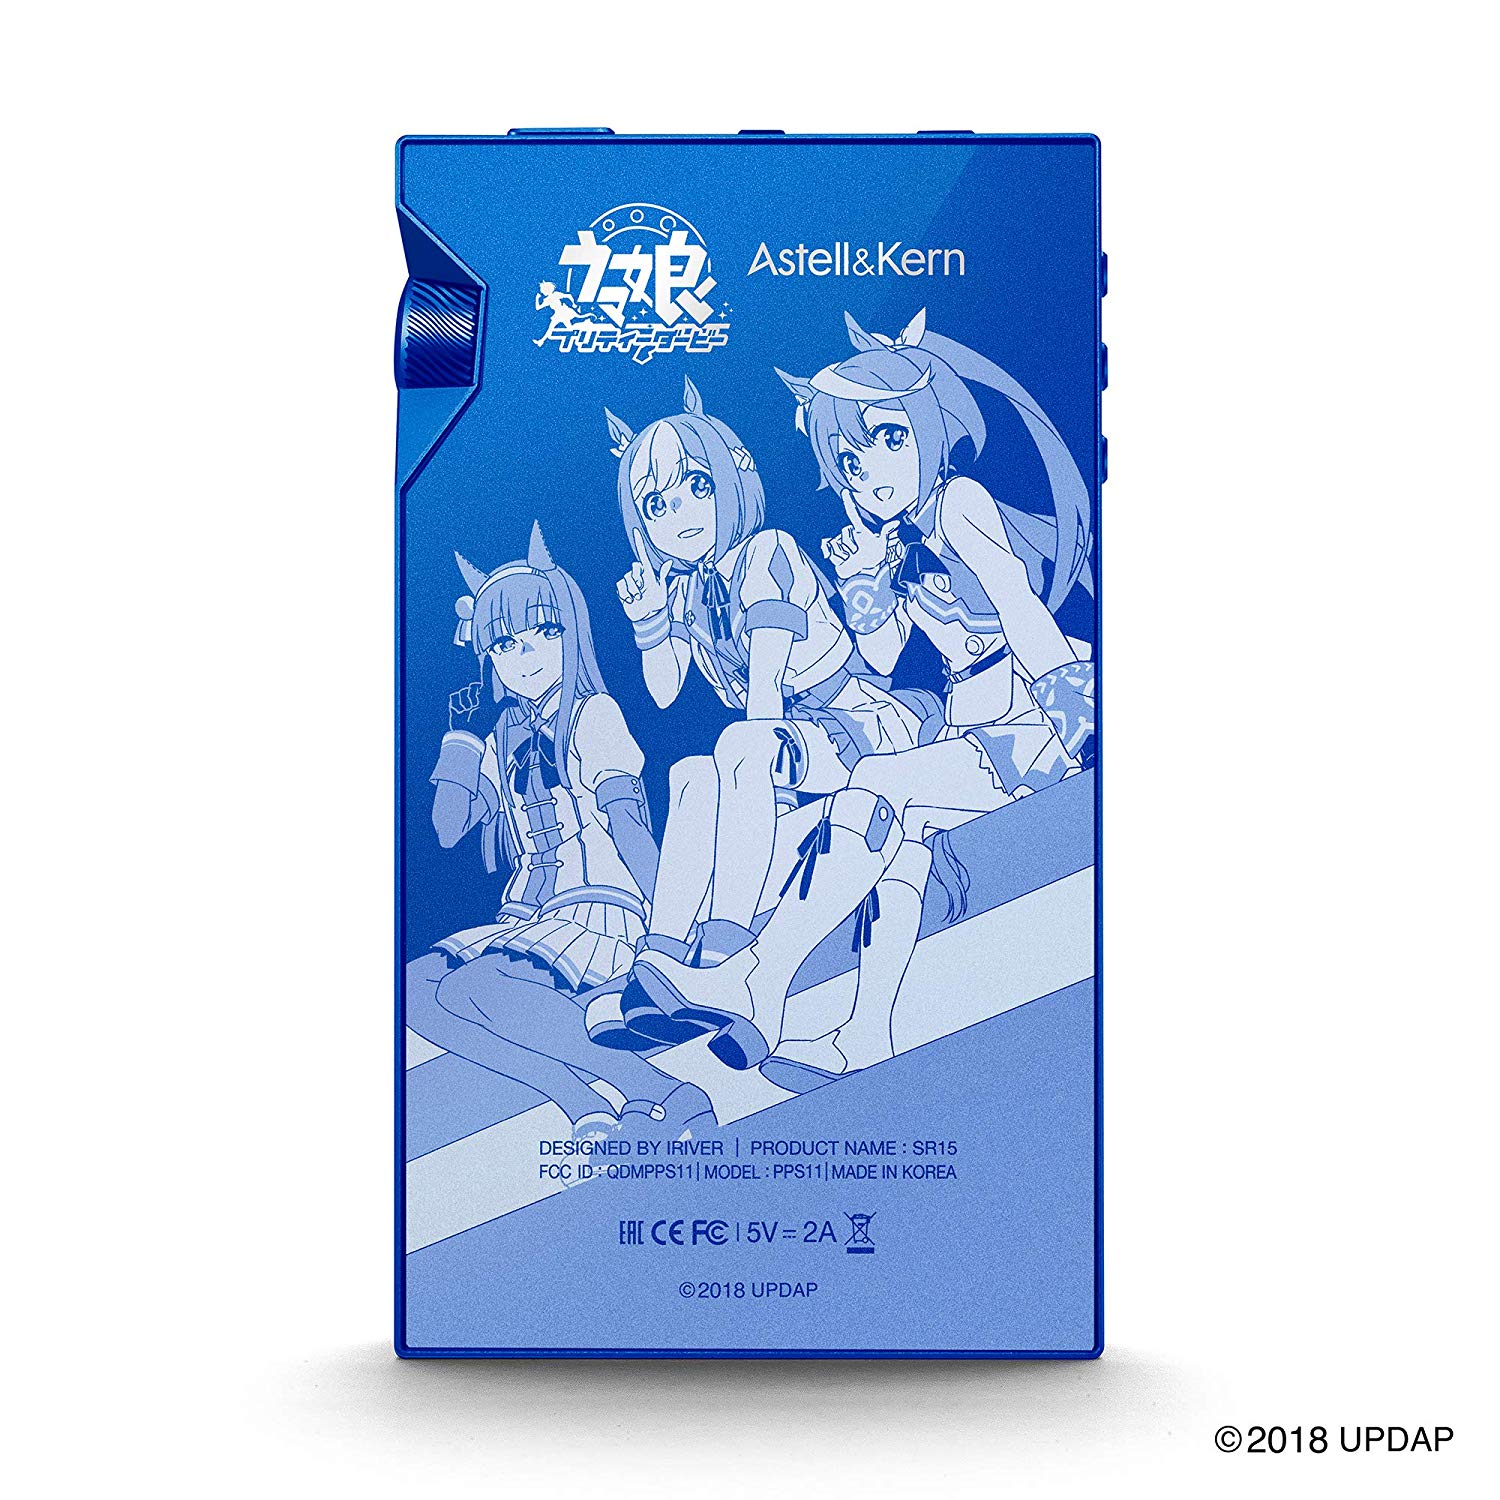 ウマ娘
プリティーダービー
Astell&Kern
DESIGNED BY IRIVER | PRODUCT NAME : SR15
FCC ID : QDMPPS11 | MODEL : PPS11 | MADE IN KOREA
EAC CE FC | 5V ⎓ 2A
©2018 UPDAP
©2018 UPDAP